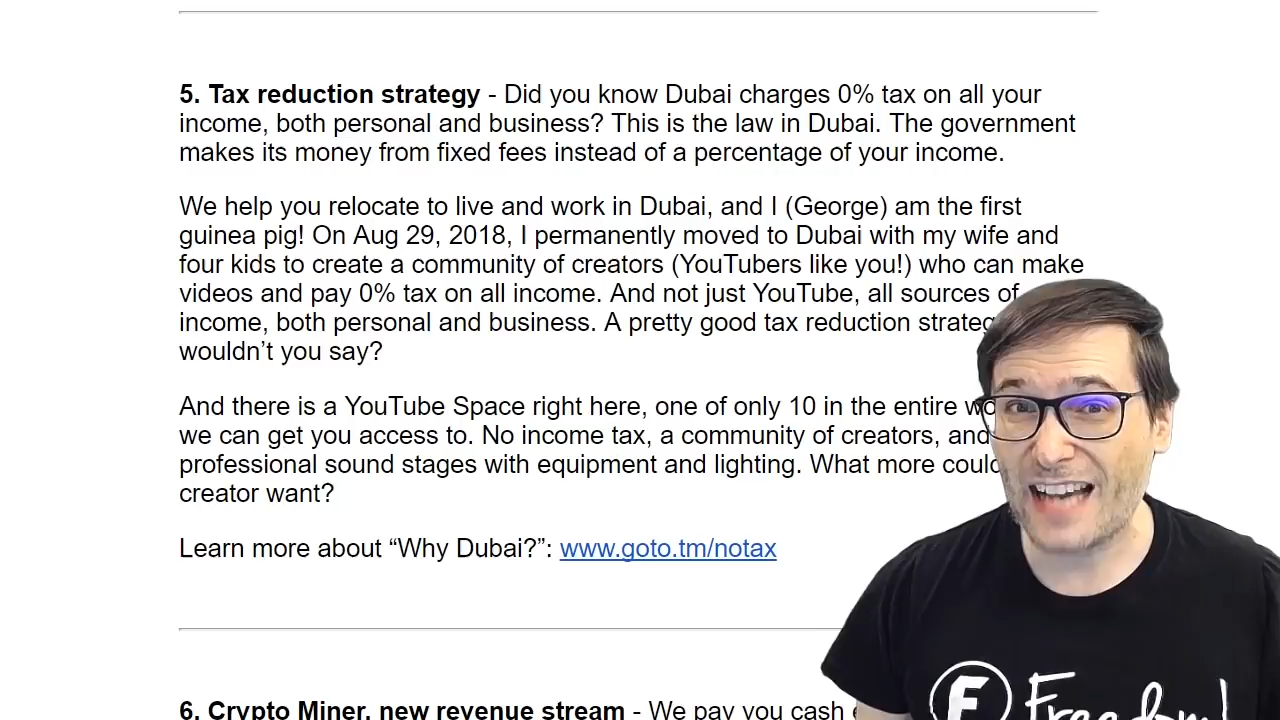 5. Tax reduction strategy - Did you know Dubai charges 0% tax on all your
income, both personal and business? This is the law in Dubai. The government
makes its money from fixed fees instead of a percentage of your income.
We help you relocate to live and work in Dubai, and I (George) am the first
guinea pig! On Aug 29, 2018, I permanently moved to Dubai with my wife and
four kids to create a community of creators (YouTubers like you!) who can make
videos and pay 0% tax on all income. And not just YouTube, all sources of
income, both personal and business. A pretty good tax reduction
wouldn’t you say?
And there is a YouTube Space right here, one of only 10 in the entire
we can get you access to. No income tax, a community of creators, and
professional sound stages with equipment and lighting. What more
creator want?
Learn more about “Why Dubai?”: www.goto.tm/notax
6. Crypto Miner, new revenue stream - We pay you cash
F Freedom!